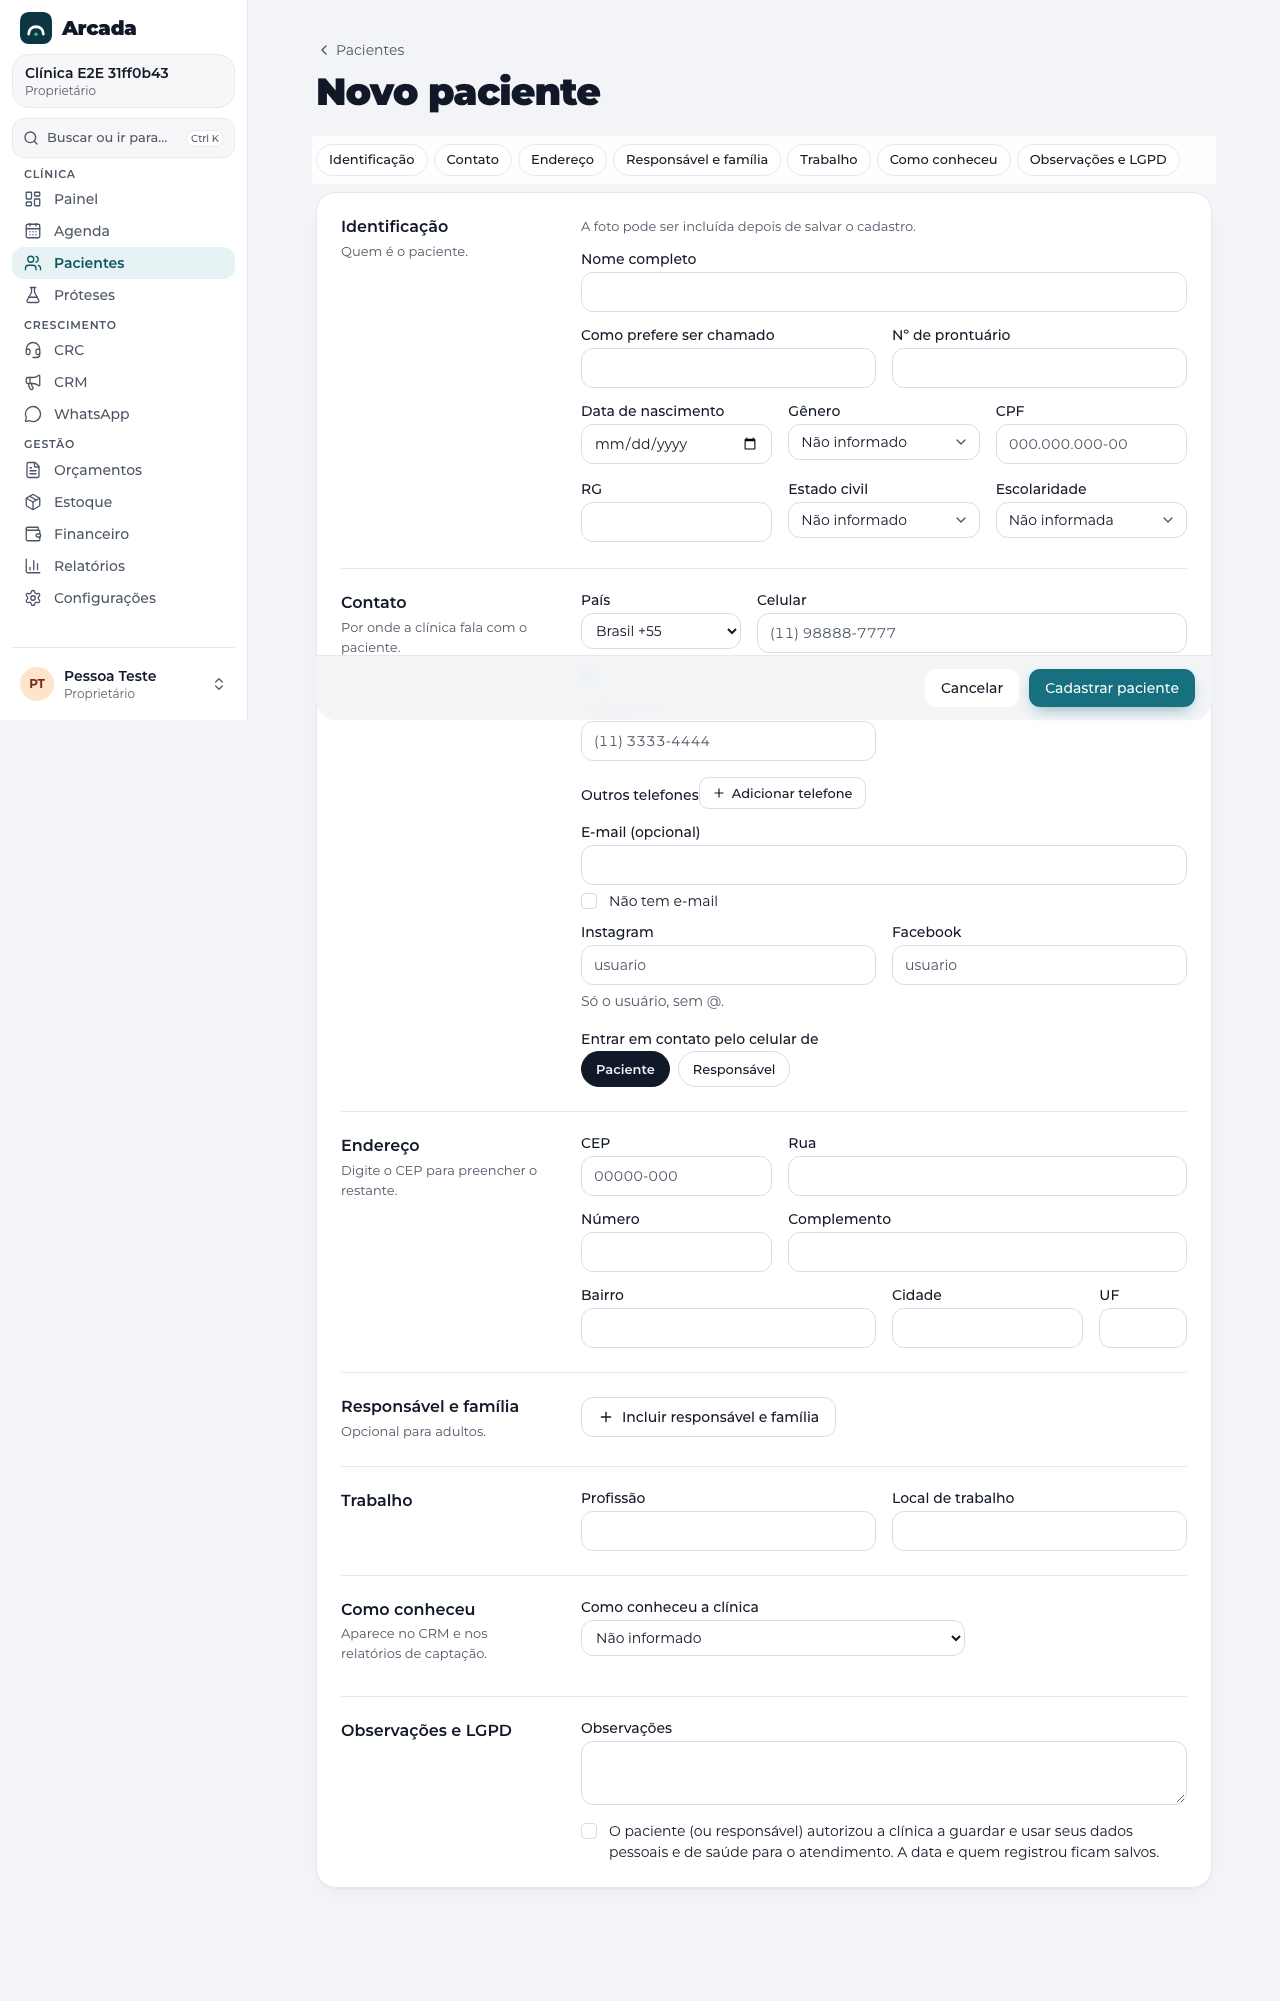 Arcada
Clínica E2E 31ff0b43
Proprietário
Buscar ou ir para...
Ctrl K
CLÍNICA
Painel
Agenda
Pacientes
Próteses
CRESCIMENTO
CRC
CRM
WhatsApp
GESTÃO
Orçamentos
Estoque
Financeiro
Relatórios
Configurações
PT
Pessoa Teste
Proprietário
Pacientes
Novo paciente
Identificação
Contato
Endereço
Responsável e família
Trabalho
Como conheceu
Observações e LGPD
Identificação
Quem é o paciente.
A foto pode ser incluída depois de salvar o cadastro.
Nome completo
Como prefere ser chamado
Nº de prontuário
Data de nascimento
Gênero
CPF
mm/dd/yyyy
Não informado
000.000.000-00
RG
Estado civil
Escolaridade
Não informado
Não informada
Contato
Por onde a clínica fala com o
paciente.
País
Celular
Brasil +55
(11) 98888-7777
Cancelar
Cadastrar paciente
(11) 3333-4444
Outros telefones
Adicionar telefone
E-mail (opcional)
Não tem e-mail
Instagram
Facebook
usuario
usuario
Só o usuário, sem @.
Entrar em contato pelo celular de
Paciente
Responsável
Endereço
Digite o CEP para preencher o
restante.
CEP
Rua
00000-000
Número
Complemento
Bairro
Cidade
UF
Responsável e família
Opcional para adultos.
Incluir responsável e família
Trabalho
Profissão
Local de trabalho
Como conheceu
Aparece no CRM e nos
relatórios de captação.
Como conheceu a clínica
Não informado
Observações e LGPD
Observações
O paciente (ou responsável) autorizou a clínica a guardar e usar seus dados
pessoais e de saúde para o atendimento. A data e quem registrou ficam salvos.